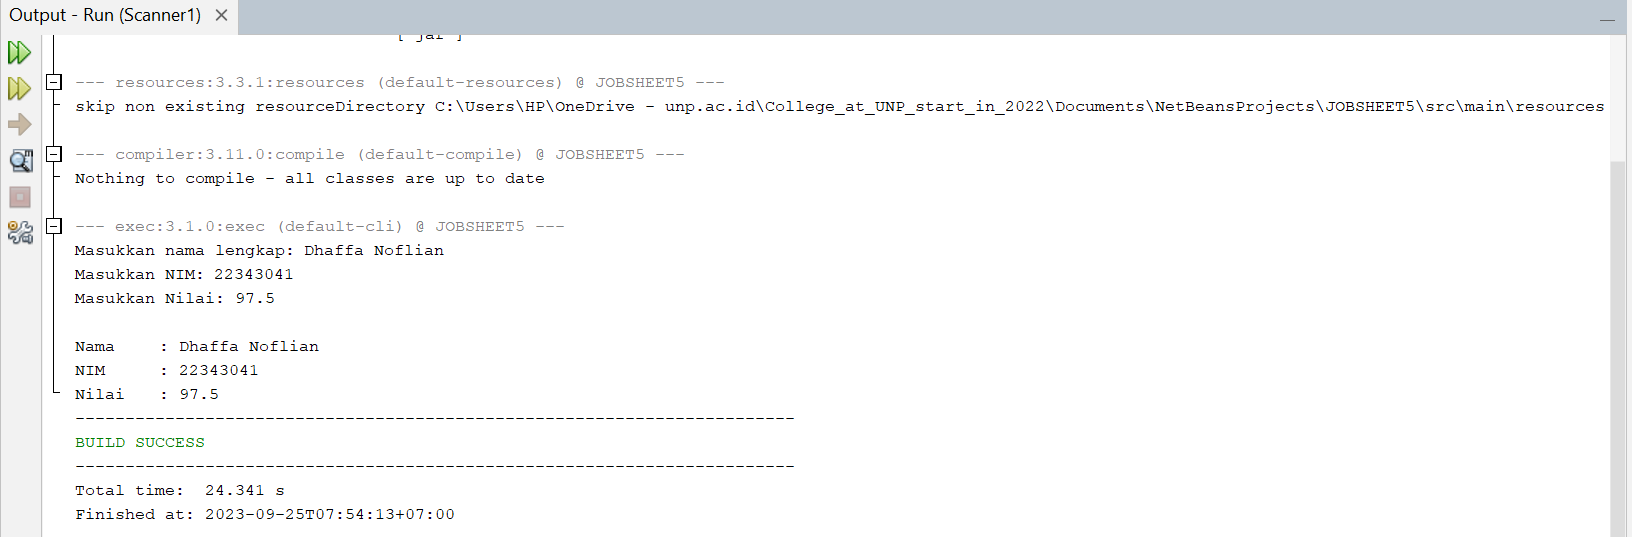 Output - Run (Scanner1)
[ jar ]
--- resources:3.3.1:resources (default-resources) @ JOBSHEET5 ---
skip non existing resourceDirectory C:\Users\HP\OneDrive - unp.ac.id\College_at_UNP_start_in_2022\Documents\NetBeansProjects\JOBSHEET5\src\main\resources
--- compiler:3.11.0:compile (default-compile) @ JOBSHEET5 ---
Nothing to compile - all classes are up to date
--- exec:3.1.0:exec (default-cli) @ JOBSHEET5 ---
Masukkan nama lengkap: Dhaffa Noflian
Masukkan NIM: 22343041
Masukkan Nilai: 97.5
Nama : Dhaffa Noflian
NIM : 22343041
Nilai : 97.5
------------------------------------------------------------------------
BUILD SUCCESS
------------------------------------------------------------------------
Total time: 24.341 s
Finished at: 2023-09-25T07:54:13+07:00